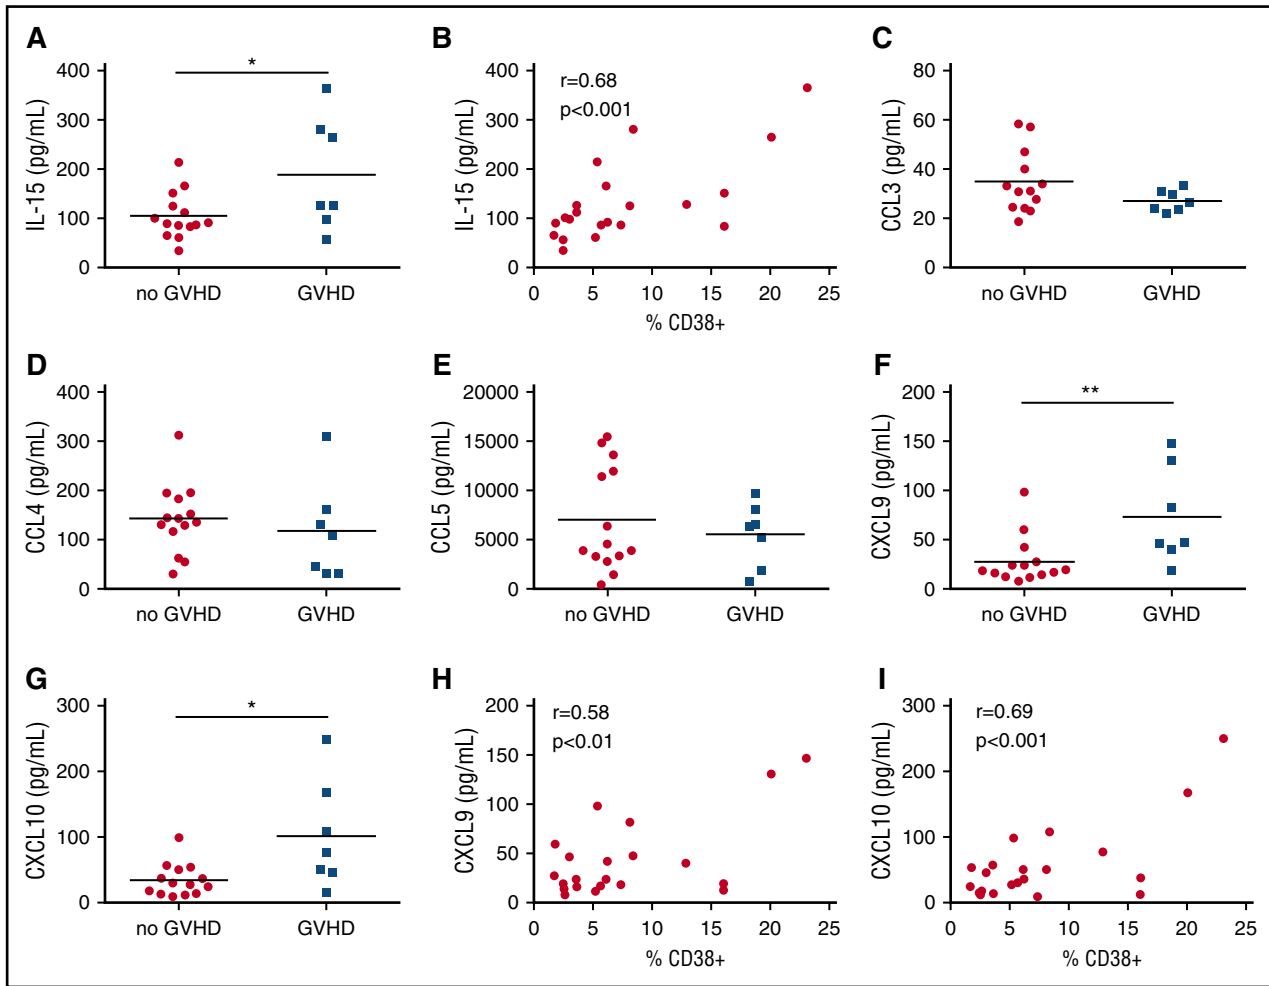 A
IL-15 (pg/mL)
400
300
200
100
0
*
no GVHD
GVHD
B
IL-15 (pg/mL)
400
300
200
100
0
r=0.68
p<0.001
0
5
10
15
20
25
% CD38+
C
CCL3 (pg/mL)
80
60
40
20
0
no GVHD
GVHD
D
CCL4 (pg/mL)
400
300
200
100
0
no GVHD
GVHD
E
CCL5 (pg/mL)
20000
15000
10000
5000
0
no GVHD
GVHD
F
CXCL9 (pg/mL)
200
150
100
50
0
**
no GVHD
GVHD
G
CXCL10 (pg/mL)
300
200
100
0
*
no GVHD
GVHD
H
CXCL9 (pg/mL)
200
150
100
50
0
r=0.58
p<0.01
0
5
10
15
20
25
% CD38+
I
CXCL10 (pg/mL)
300
200
100
0
r=0.69
p<0.001
0
5
10
15
20
25
% CD38+